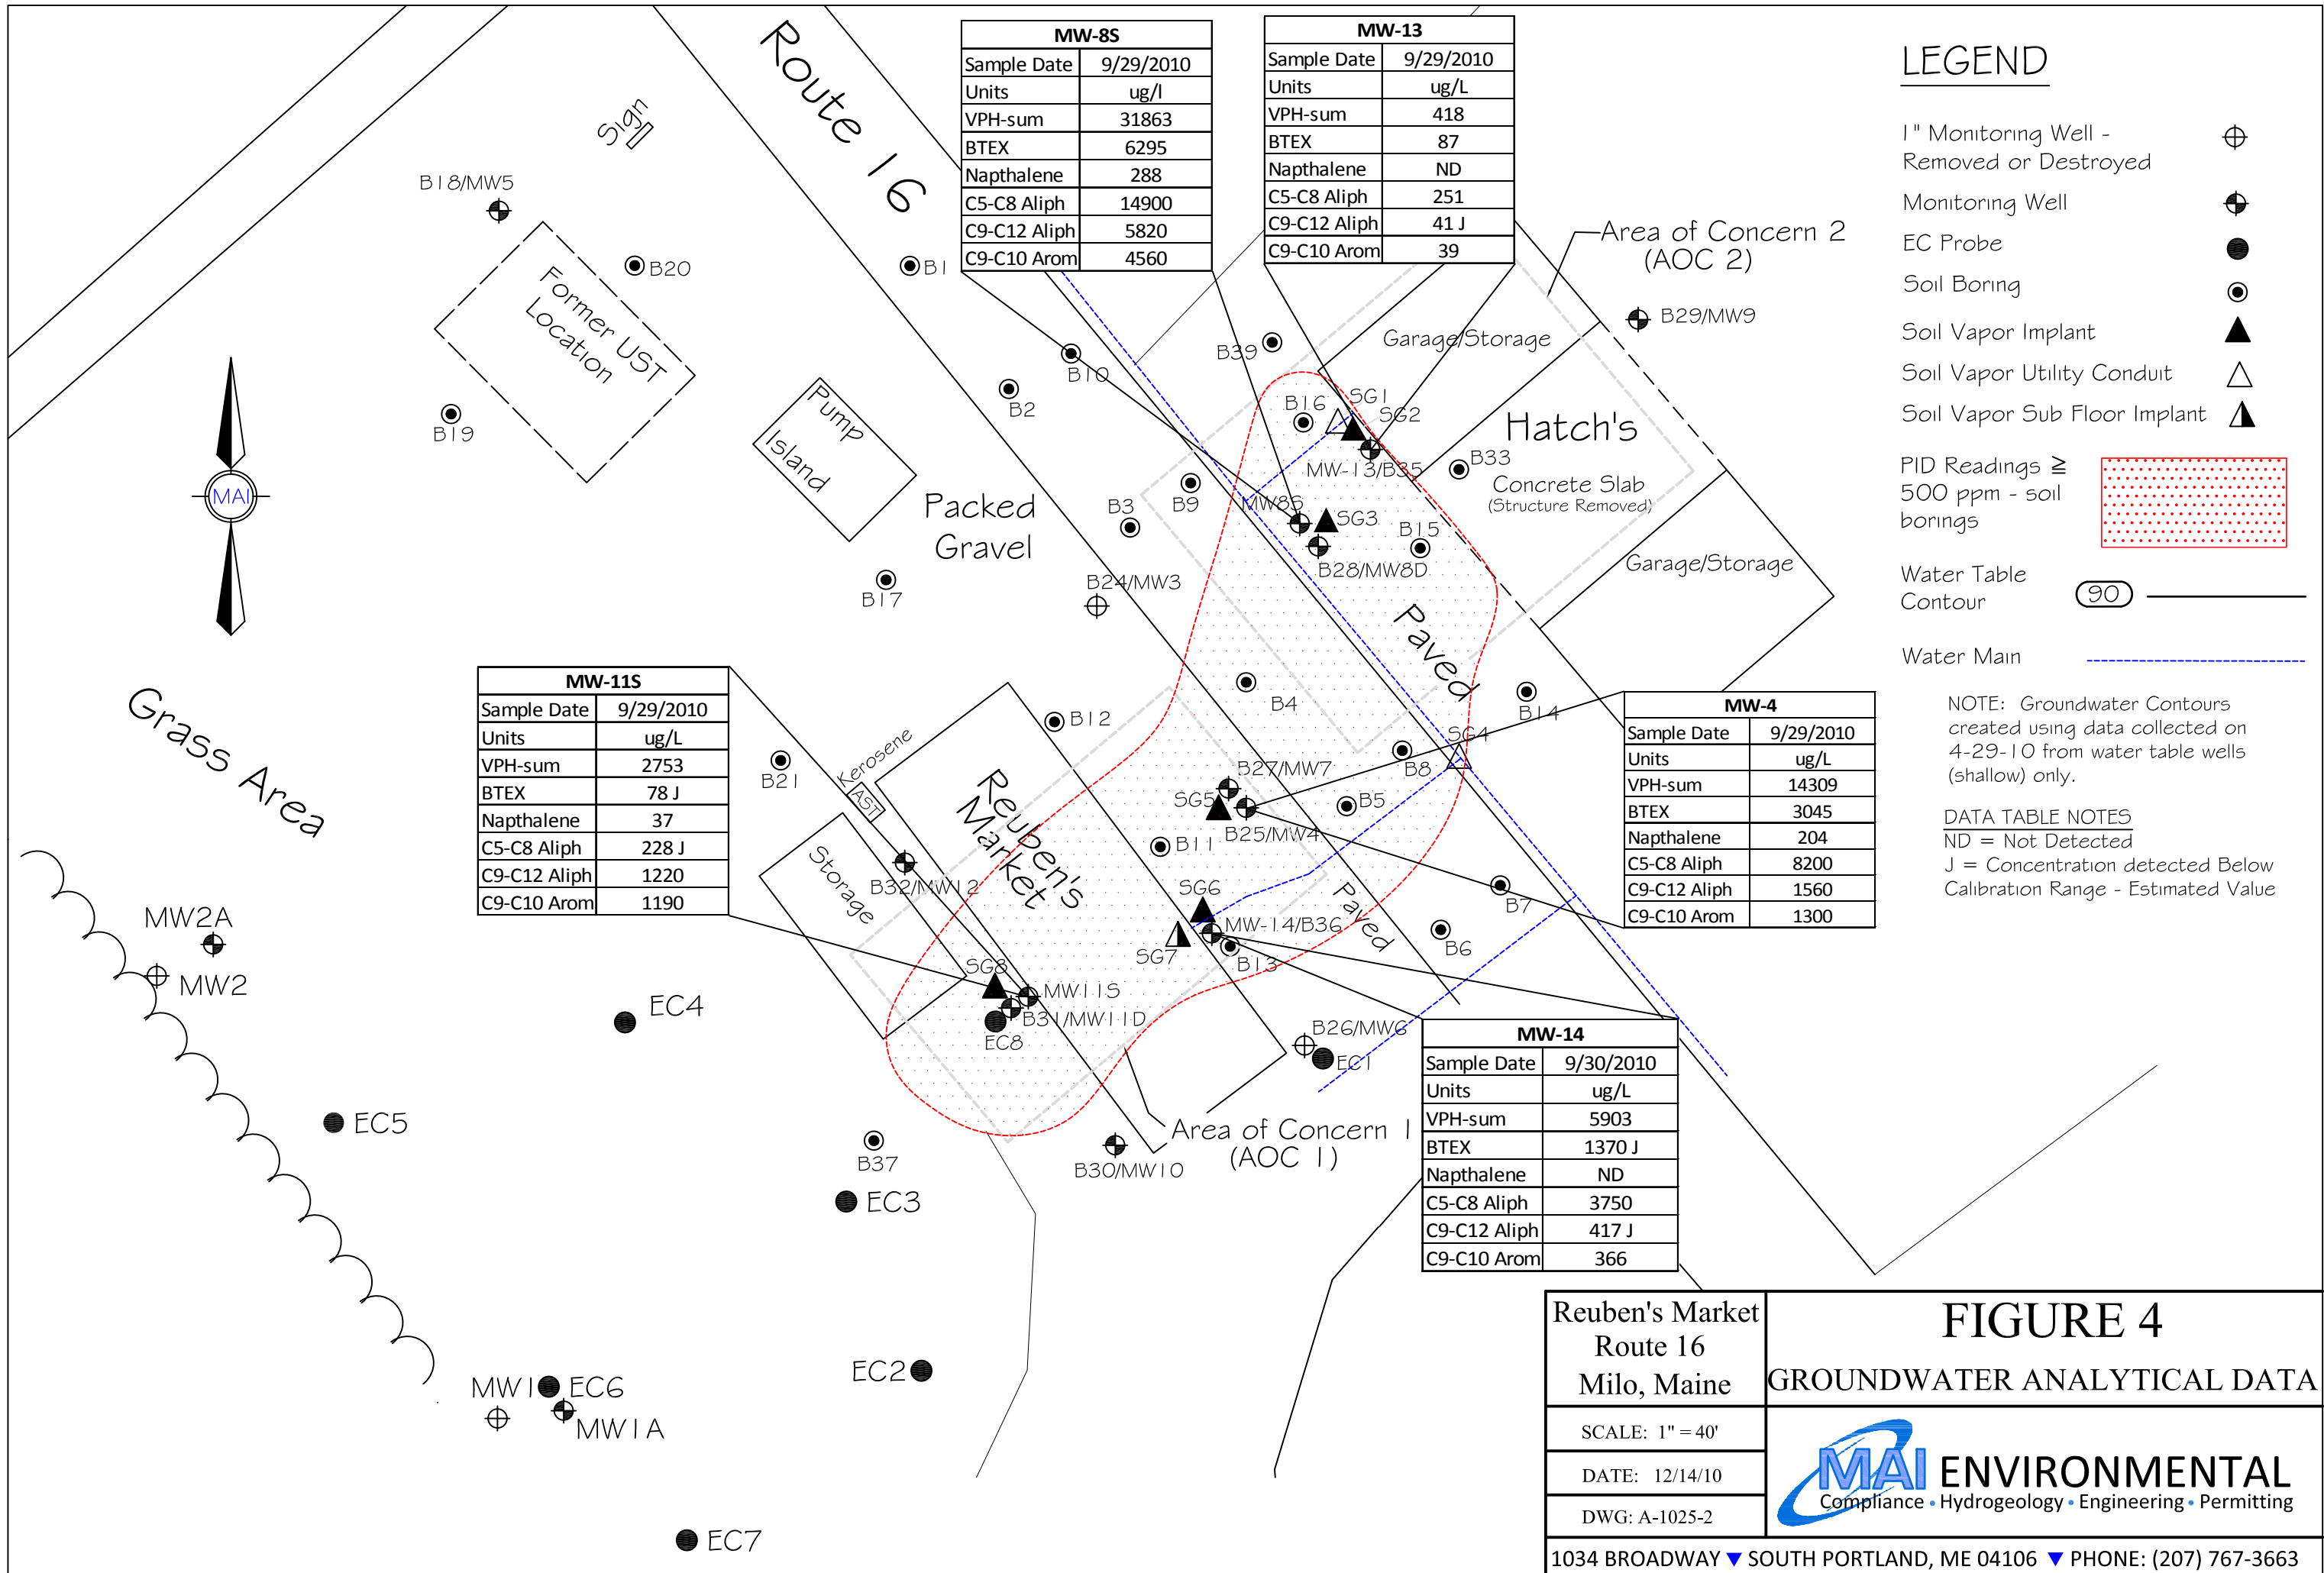 Route 16
Sign
B18/MW5
B20
B1
Former UST
Location
B19
MAI
Pump
Island
B2
B10
B39
B3
B9
B17
B24/MW3
Packed
Gravel
Grass Area
MW-8S
Sample Date 9/29/2010
Units ug/l
VPH-sum 31863
BTEX 6295
Napthalene 288
C5-C8 Aliph 14900
C9-C12 Aliph 5820
C9-C10 Arom 4560
MW-13
Sample Date 9/29/2010
Units ug/L
VPH-sum 418
BTEX 87
Napthalene ND
C5-C8 Aliph 251
C9-C12 Aliph 41 J
C9-C10 Arom 39
Area of Concern 2
(AOC 2)
B29/MW9
Garage/Storage
Hatch's
Concrete Slab
(Structure Removed)
Garage/Storage
B16
SG1
SG2
MW-13/B35
B33
MW8S
SG3
B15
B28/MW8D
Paved
B4
B14
SG4
B8
B27/MW7
SG5
B25/MW4
B5
B11
B7
B6
SG6
MW-14/B36
SG7
B13
Paved
B12
B21
Kerosene
AST
Reuben's
Market
Storage
B32/MW12
SG8
MW11S
B31/MW11D
EC8
B26/MW6
EC1
Area of Concern 1
(AOC 1)
B30/MW10
B37
EC3
EC2
EC4
EC5
MW2A
MW2
MW1
EC6
MW1A
EC7
MW-11S
Sample Date 9/29/2010
Units ug/L
VPH-sum 2753
BTEX 78 J
Napthalene 37
C5-C8 Aliph 228 J
C9-C12 Aliph 1220
C9-C10 Arom 1190
MW-4
Sample Date 9/29/2010
Units ug/L
VPH-sum 14309
BTEX 3045
Napthalene 204
C5-C8 Aliph 8200
C9-C12 Aliph 1560
C9-C10 Arom 1300
MW-14
Sample Date 9/30/2010
Units ug/L
VPH-sum 5903
BTEX 1370 J
Napthalene ND
C5-C8 Aliph 3750
C9-C12 Aliph 417 J
C9-C10 Arom 366
LEGEND
1" Monitoring Well -
Removed or Destroyed
Monitoring Well
EC Probe
Soil Boring
Soil Vapor Implant
Soil Vapor Utility Conduit
Soil Vapor Sub Floor Implant
PID Readings ≧
500 ppm - soil
borings
Water Table
Contour 90
Water Main
NOTE: Groundwater Contours
created using data collected on
4-29-10 from water table wells
(shallow) only.
DATA TABLE NOTES
ND = Not Detected
J = Concentration detected Below
Calibration Range - Estimated Value
Reuben's Market
Route 16
Milo, Maine
SCALE: 1" = 40'
DATE: 12/14/10
DWG: A-1025-2
FIGURE 4
GROUNDWATER ANALYTICAL DATA
MAI ENVIRONMENTAL
Compliance • Hydrogeology • Engineering • Permitting
1034 BROADWAY ▼ SOUTH PORTLAND, ME 04106 ▼ PHONE: (207) 767-3663